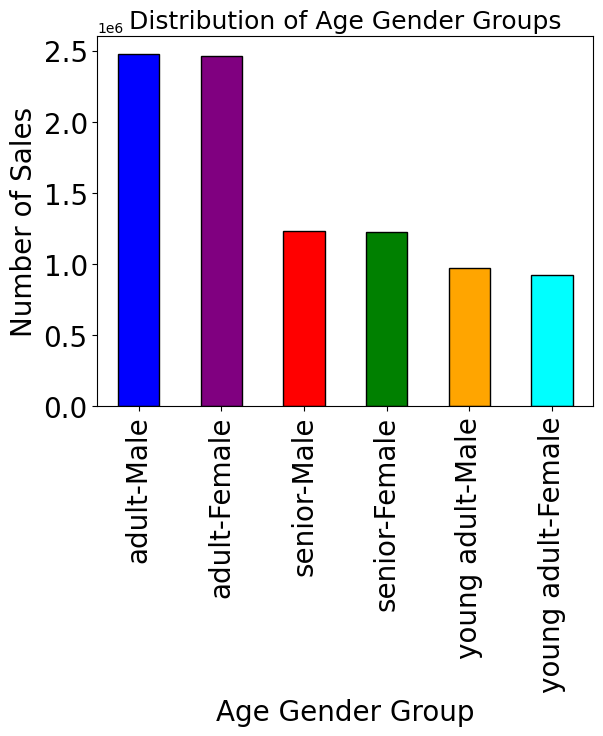 Distribution of Age Gender Groups
1e6
Number of Sales
2.5
2.0
1.5
1.0
0.5
0.0
adult-Male
adult-Female
senior-Male
senior-Female
young adult-Male
young adult-Female
Age Gender Group